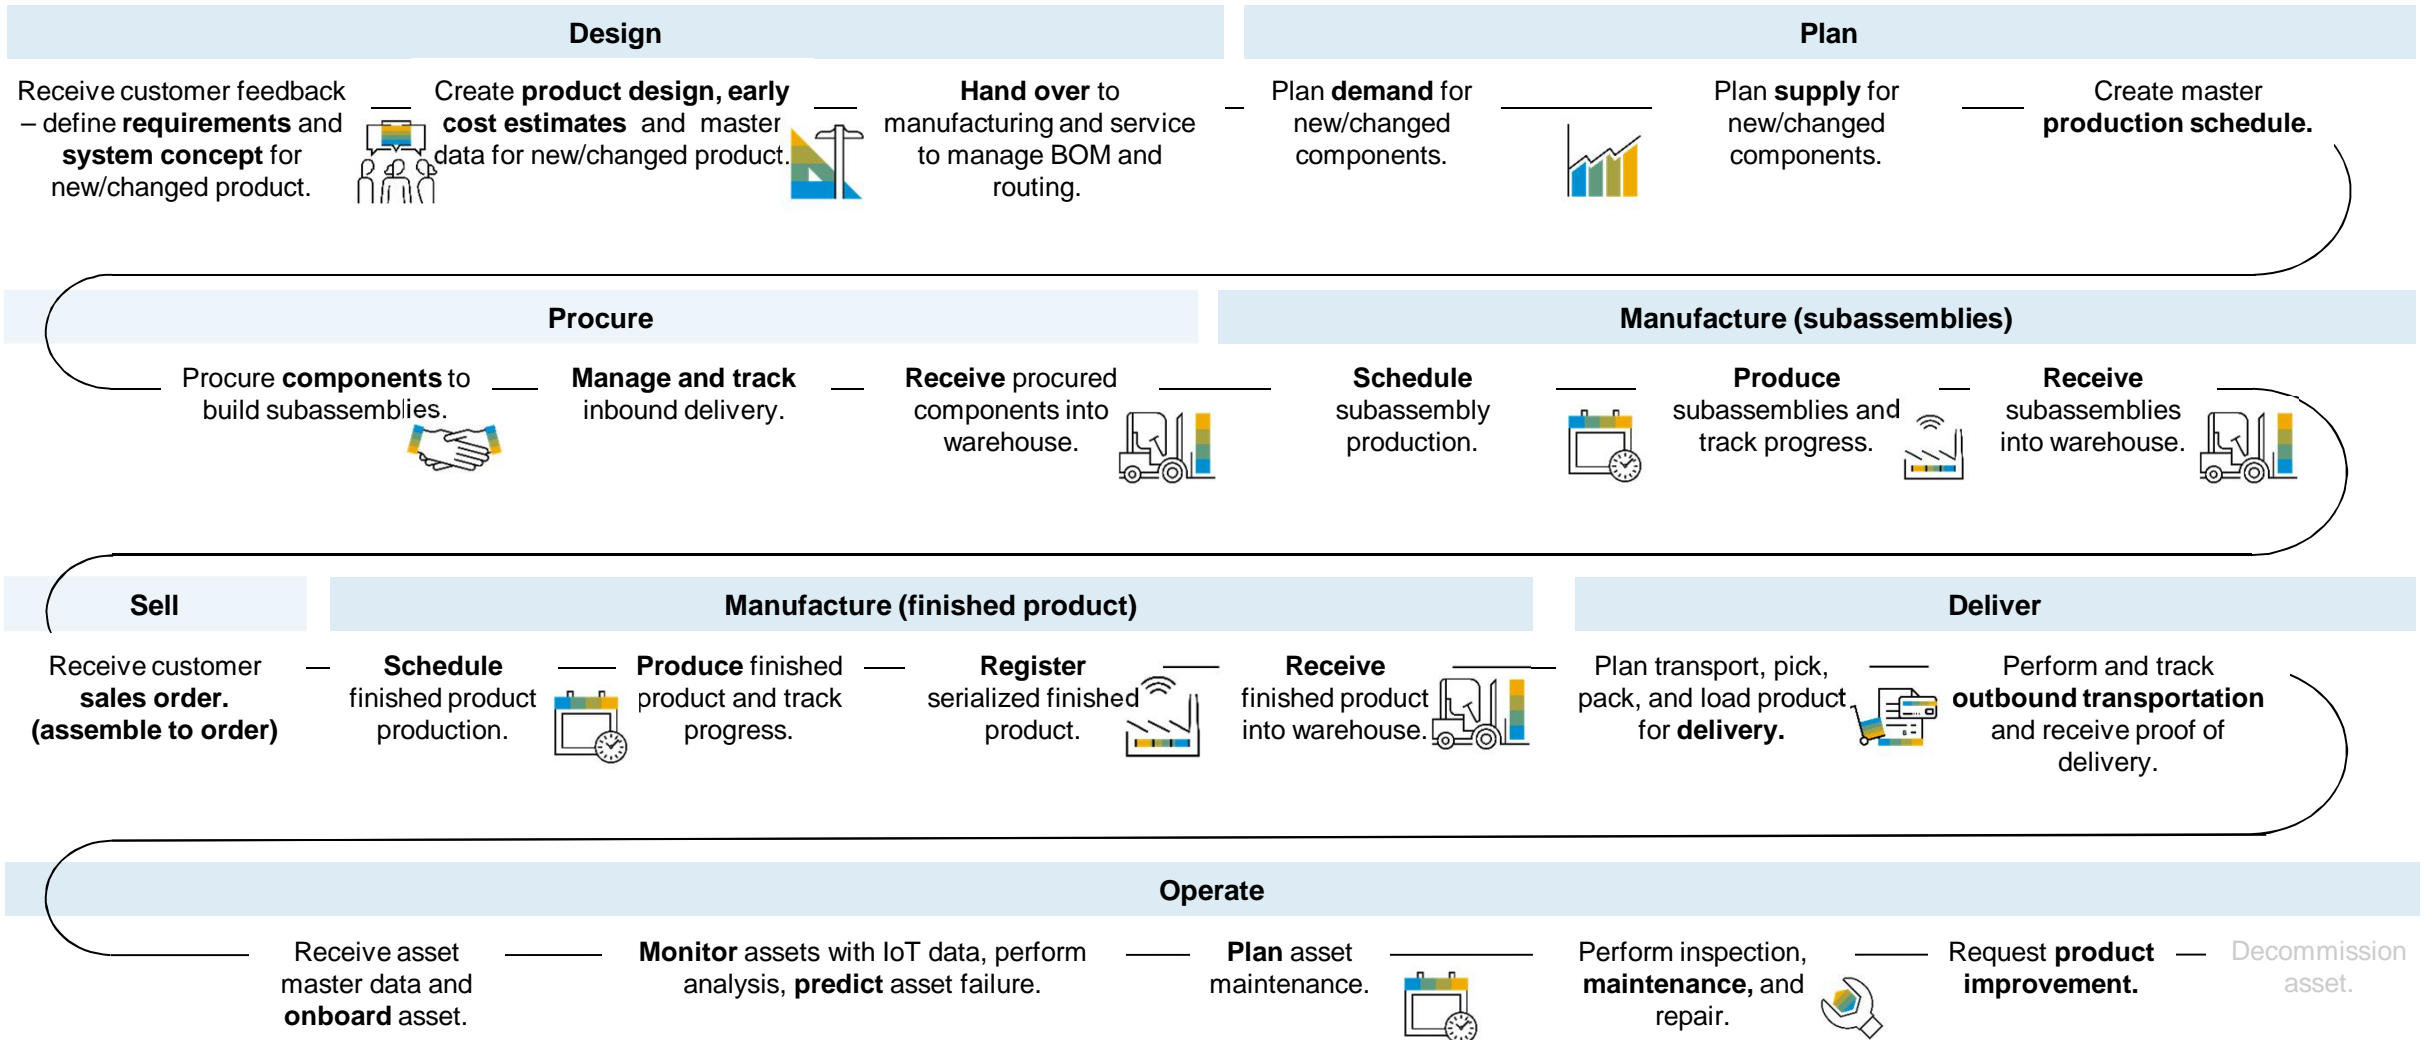 Design
Plan
Receive customer feedback
– define requirements and
system concept for
new/changed product.
Create product design, early
cost estimates and master
data for new/changed product.
Hand over to
manufacturing and service
to manage BOM and
routing.
Plan demand for
new/changed
components.
Plan supply for
new/changed
components.
Create master
production schedule.
Procure
Manufacture (subassemblies)
Procure components to
build subassemblies.
Manage and track
inbound delivery.
Receive procured
components into
warehouse.
Schedule
subassembly
production.
Produce
subassemblies and
track progress.
Receive
subassemblies
into warehouse.
Sell
Manufacture (finished product)
Deliver
Receive customer
sales order.
(assemble to order)
Schedule
finished product
production.
Produce finished
product and track
progress.
Register
serialized finished
product.
Receive
finished product
into warehouse.
Plan transport, pick,
pack, and load product
for delivery.
Perform and track
outbound transportation
and receive proof of
delivery.
Operate
Receive asset
master data and
onboard asset.
Monitor assets with IoT data, perform
analysis, predict asset failure.
Plan asset
maintenance.
Perform inspection,
maintenance, and
repair.
Request product
improvement.
Decommission
asset.